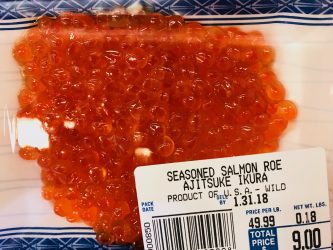 SEASONED SALMON ROE
AJITSUKE IKURA
PRODUCT OF U.S.A. - WILD
PACK DATE
SELL BY
1.31.18
PRICE PER LB.
NET WT. LBS.
49.99
0.18
TOTAL PRICE
9.00